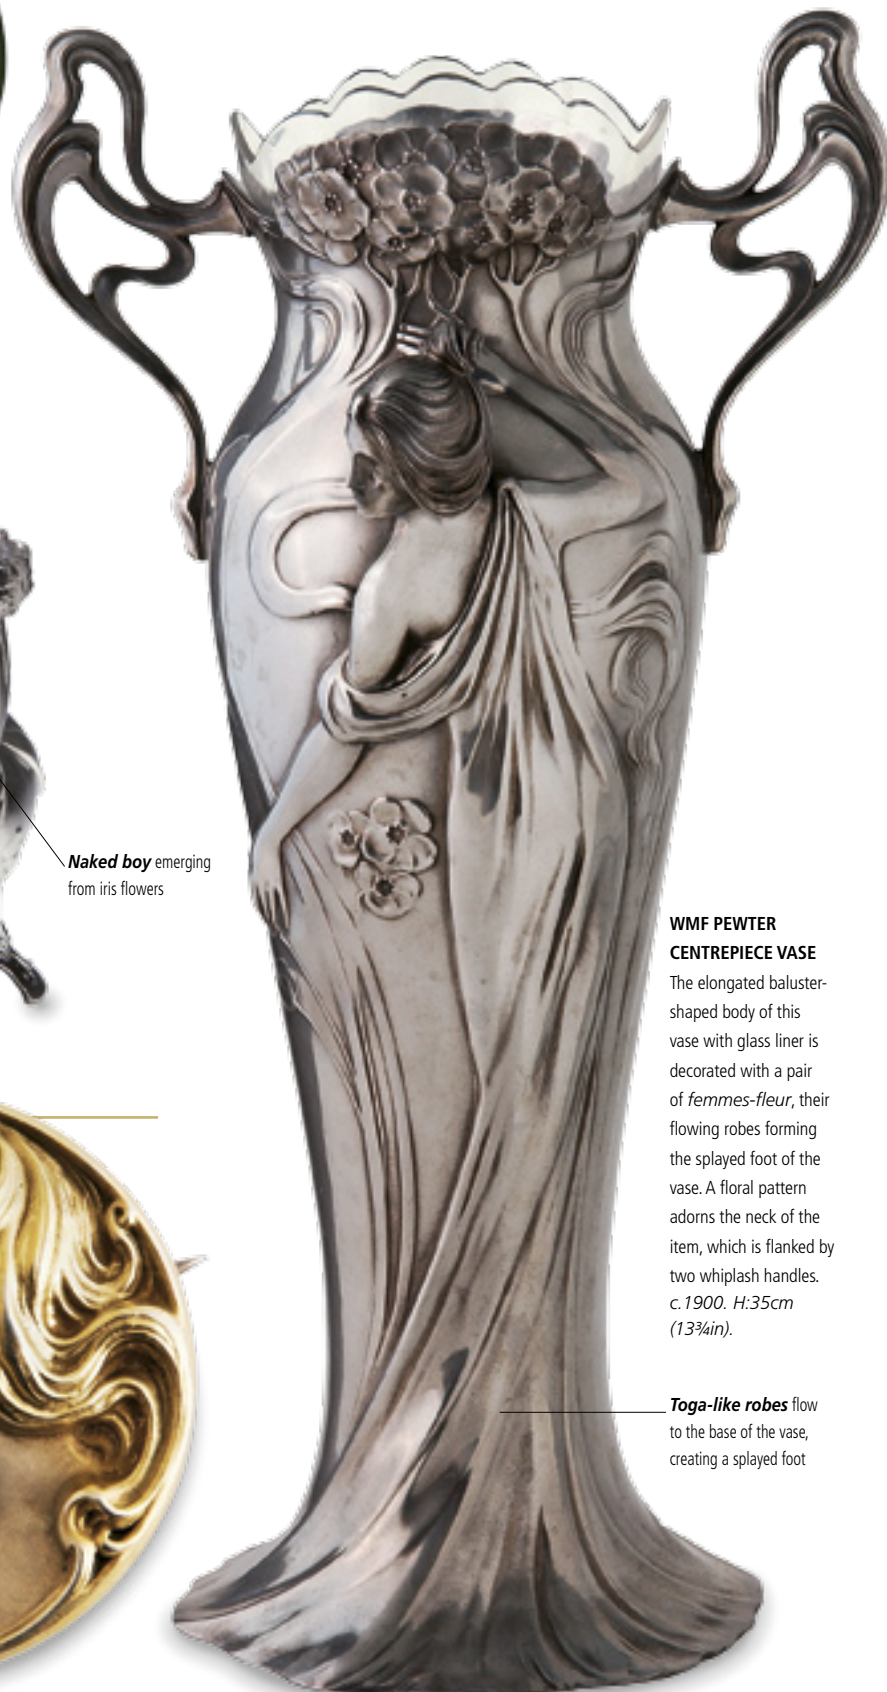 Naked boy emerging
from iris flowers
WMF PEWTER
CENTREPIECE VASE
The elongated baluster-
shaped body of this
vase with glass liner is
decorated with a pair
of femmes-fleur, their
flowing robes forming
the splayed foot of the
vase. A floral pattern
adorns the neck of the
item, which is flanked by
two whiplash handles.
c.1900. H:35cm
(13¾in).
Toga-like robes flow
to the base of the vase,
creating a splayed foot